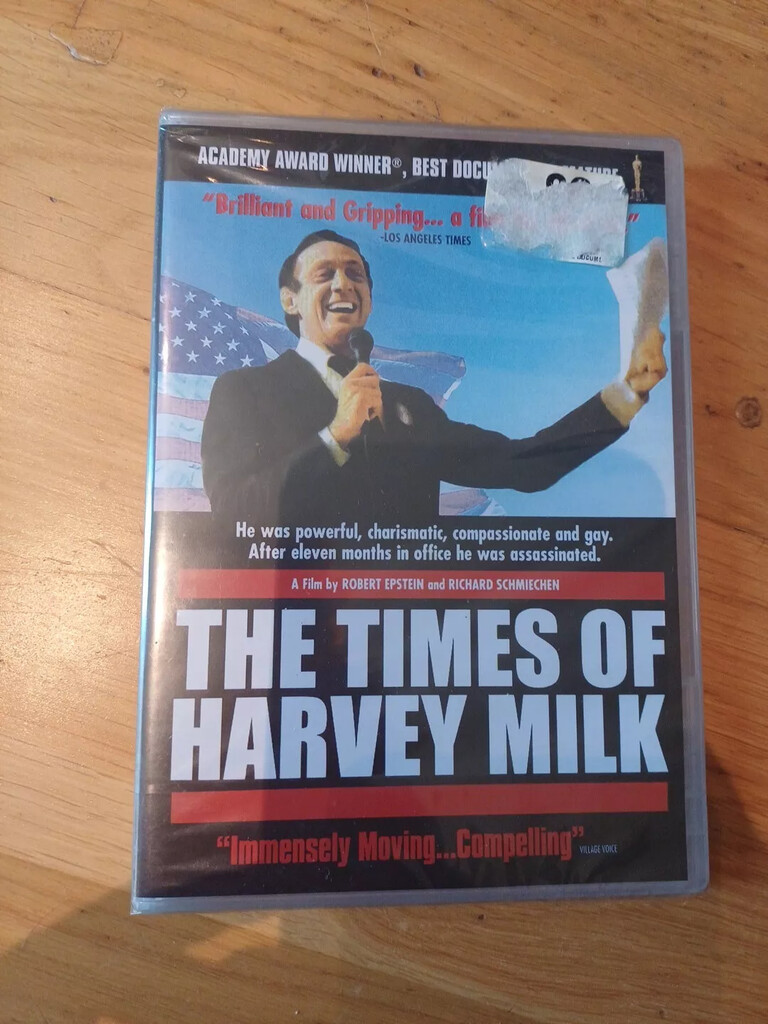 ACADEMY AWARD WINNER®, BEST
"Brilliant and Gripping... a
-LOS ANGELES TIMES
He was powerful, charismatic, compassionate and gay.
After eleven months in office he was assassinated.
A Film by ROBERT EPSTEIN and RICHARD SCHMIECHEN
THE TIMES OF
HARVEY MILK
"Immensely Moving...Compelling"
VILLAGE VOICE